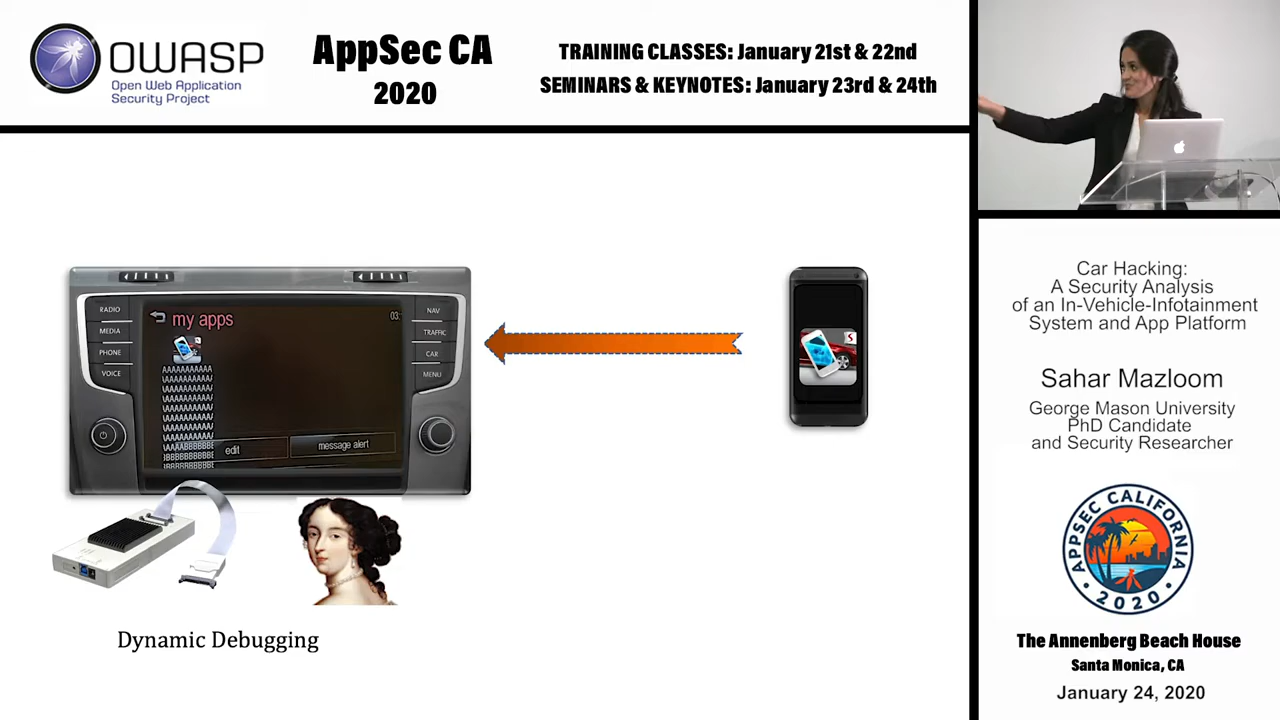 OWASP
Open Web Application
Security Project
AppSec CA
2020
TRAINING CLASSES: January 21st & 22nd
SEMINARS & KEYNOTES: January 23rd & 24th
RADIO
MEDIA
PHONE
VOICE
my apps
03:
NAV
TRAFFIC
CAR
MENU
S
edit
message alert
S
Dynamic Debugging
Car Hacking:
A Security Analysis
of an In-Vehicle-Infotainment
System and App Platform
Sahar Mazloom
George Mason University
PhD Candidate
and Security Researcher
APPSEC CALIFORNIA
• 2020 •
The Annenberg Beach House
Santa Monica, CA
January 24, 2020